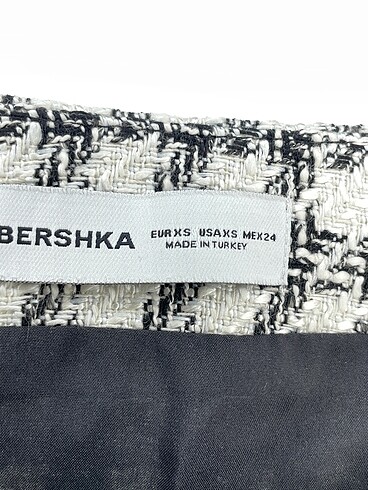 BERSHKA
EUR XS USA XS MEX 24
MADE IN TURKEY